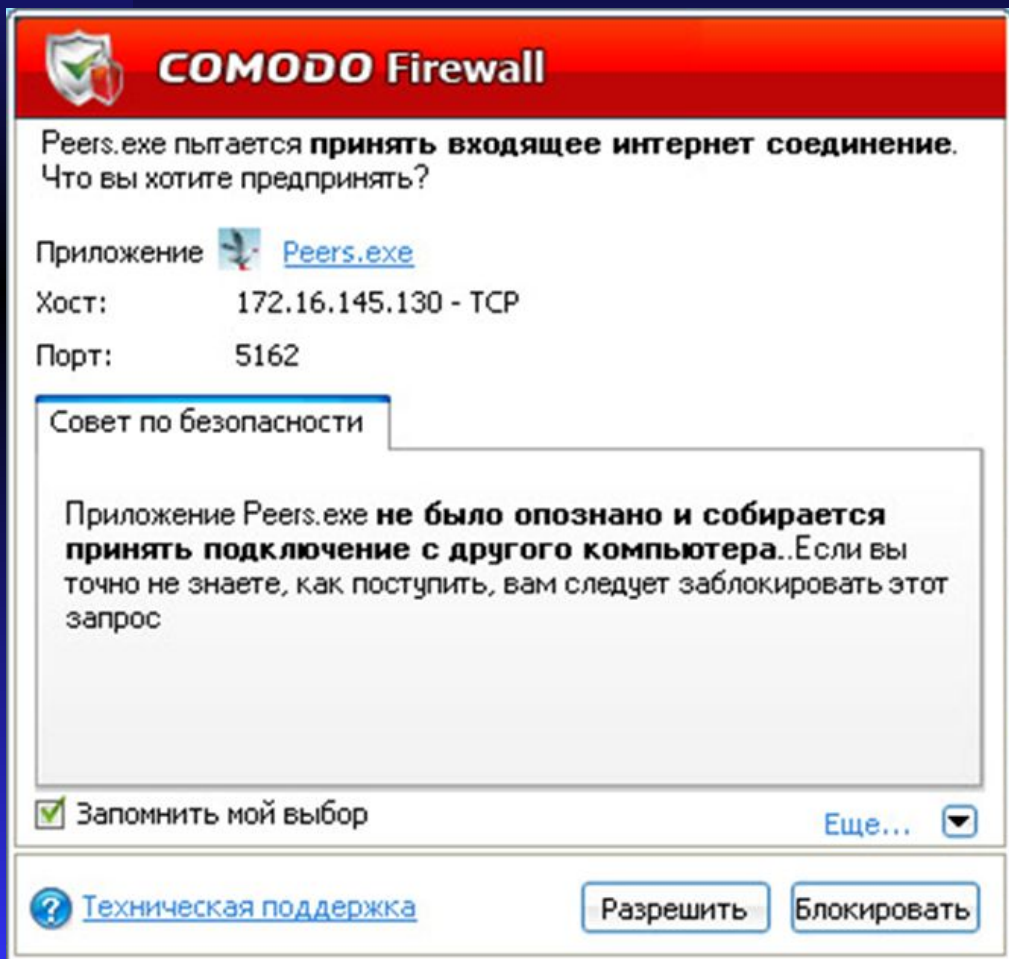 COMODO Firewall
Peers.exe пытается принять входящее интернет соединение.
Что вы хотите предпринять?
Приложение Peers.exe
Хост: 172.16.145.130 - TCP
Порт: 5162
Совет по безопасности
Приложение Peers.exe не было опознано и собирается
принять подключение с другого компьютера..Если вы
точно не знаете, как поступить, вам следует заблокировать этот
запрос
Запомнить мой выбор
Еще...
Техническая поддержка
Разрешить Блокировать